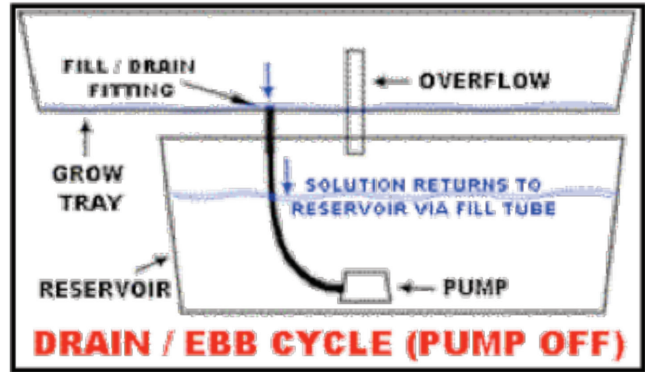 FILL / DRAIN
FITTING
OVERFLOW
GROW
TRAY
SOLUTION RETURNS TO
RESERVOIR VIA FILL TUBE
RESERVOIR
PUMP
DRAIN / EBB CYCLE (PUMP OFF)